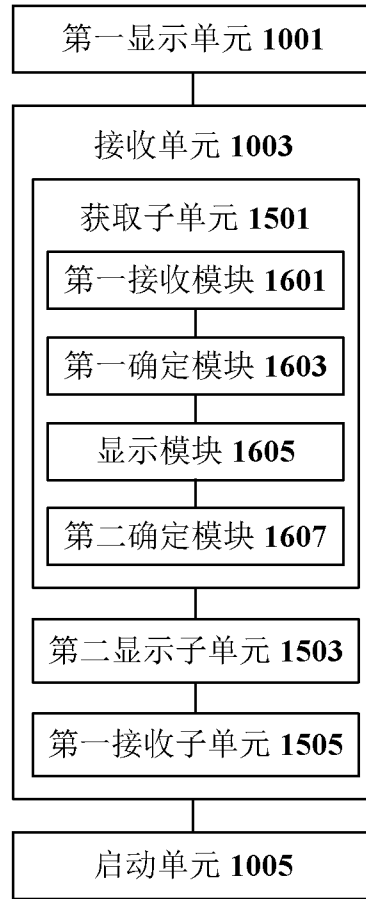 第一显示单元 1001
接收单元 1003
获取子单元 1501
第一接收模块 1601
第一确定模块 1603
显示模块 1605
第二确定模块 1607
第二显示子单元 1503
第一接收子单元 1505
启动单元 1005